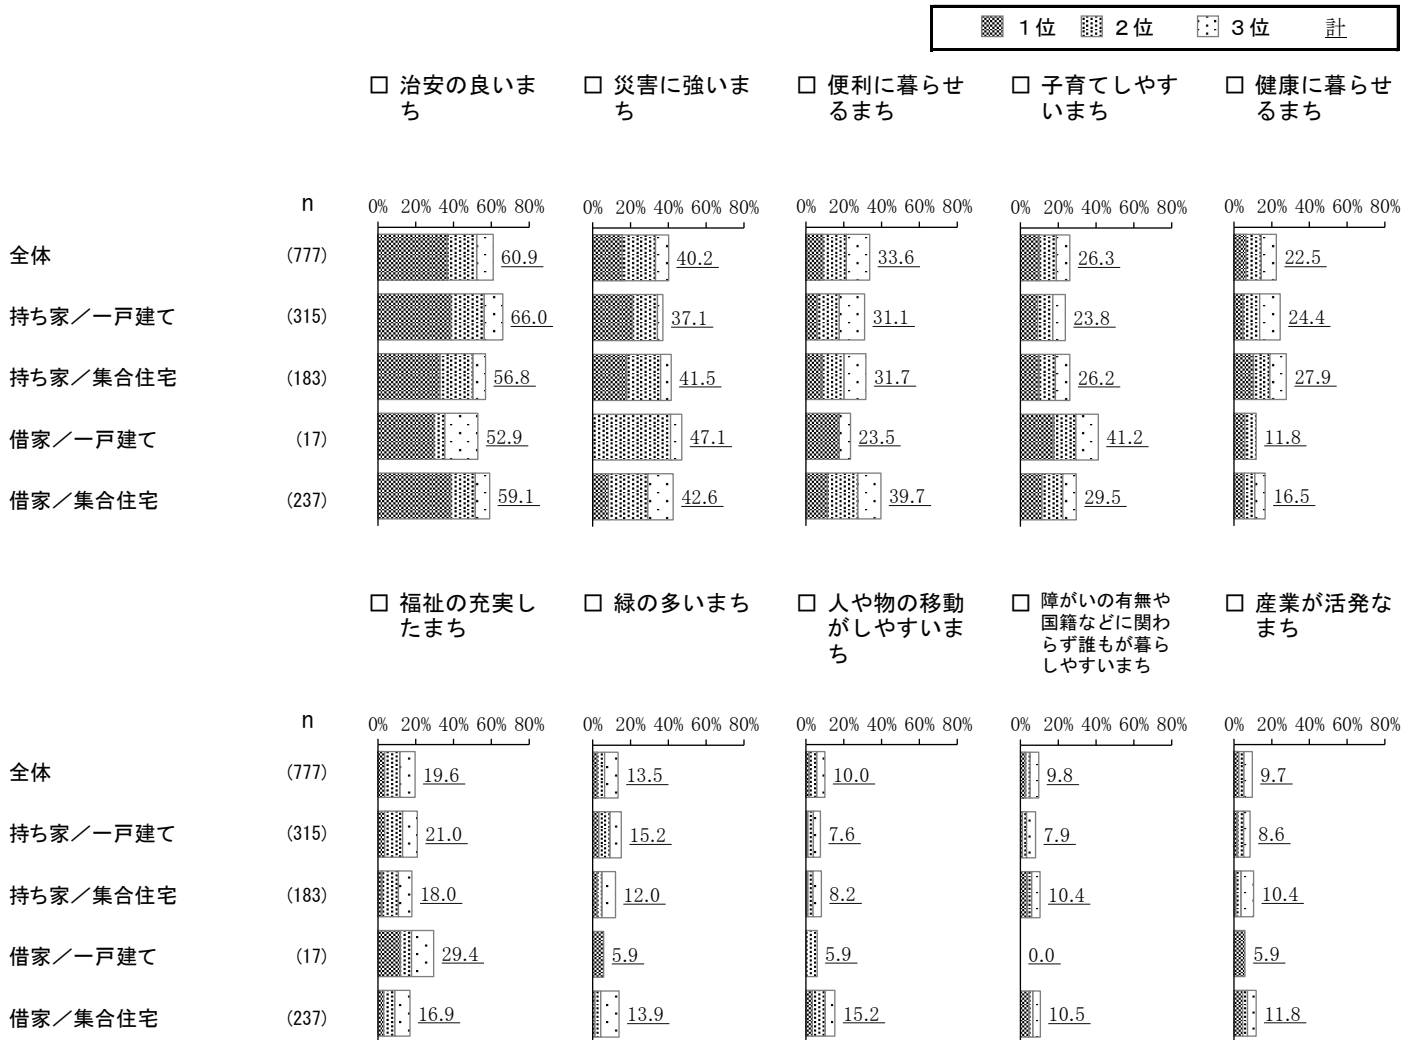 1位 2位 3位 計
□ 治安の良いま
ち
□ 災害に強いま
ち
□ 便利に暮らせ
るまち
□ 子育てしやす
いまち
□ 健康に暮らせ
るまち
n
0% 20% 40% 60% 80% 0% 20% 40% 60% 80% 0% 20% 40% 60% 80% 0% 20% 40% 60% 80% 0% 20% 40% 60% 80%
全体 (777) 60.9 40.2 33.6 26.3 22.5
持ち家／一戸建て (315) 66.0 37.1 31.1 23.8 24.4
持ち家／集合住宅 (183) 56.8 41.5 31.7 26.2 27.9
借家／一戸建て (17) 52.9 47.1 23.5 41.2 11.8
借家／集合住宅 (237) 59.1 42.6 39.7 29.5 16.5
□ 福祉の充実し
たまち
□ 緑の多いまち
□ 人や物の移動
がしやすいま
ち
□ 障がいの有無や
国籍などに関わ
らず誰もが暮ら
しやすいまち
□ 産業が活発な
まち
n
0% 20% 40% 60% 80% 0% 20% 40% 60% 80% 0% 20% 40% 60% 80% 0% 20% 40% 60% 80% 0% 20% 40% 60% 80%
全体 (777) 19.6 13.5 10.0 9.8 9.7
持ち家／一戸建て (315) 21.0 15.2 7.6 7.9 8.6
持ち家／集合住宅 (183) 18.0 12.0 8.2 10.4 10.4
借家／一戸建て (17) 29.4 5.9 5.9 0.0 5.9
借家／集合住宅 (237) 16.9 13.9 15.2 10.5 11.8